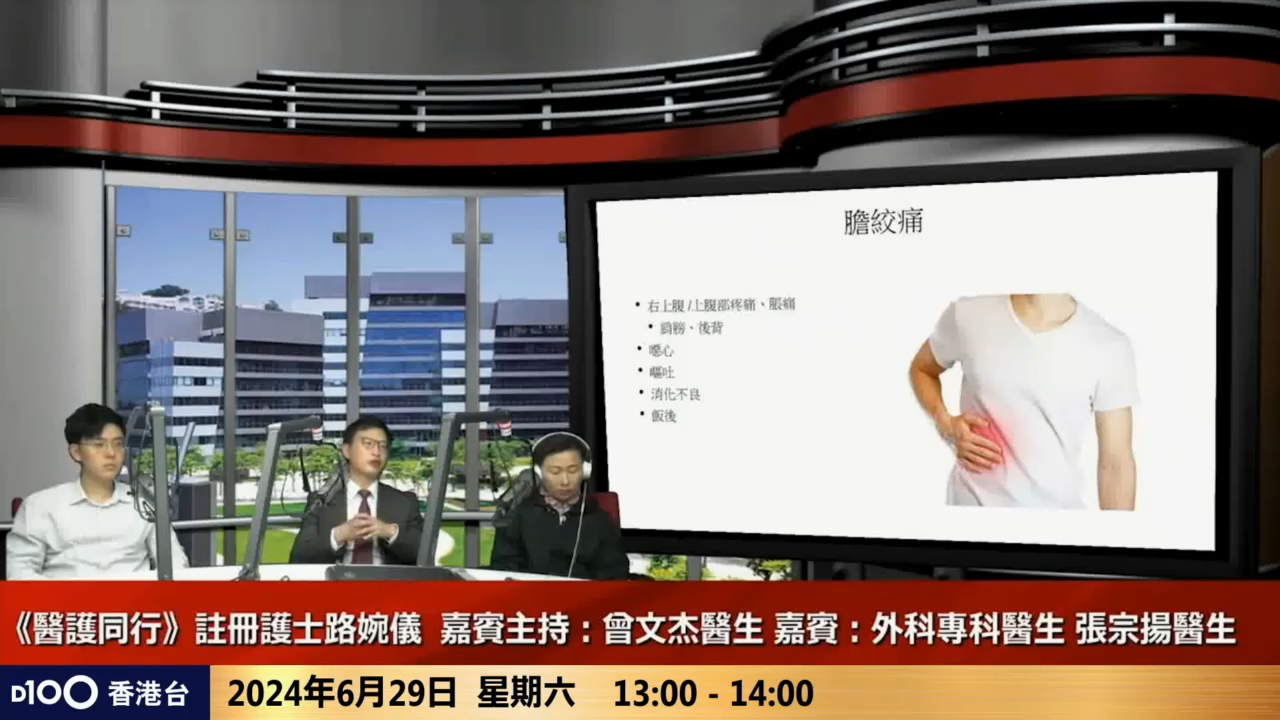 膽絞痛
• 右上腹 /上腹部疼痛、脹痛
• 肩膀、後背
• 噁心
• 嘔吐
• 消化不良
• 飯後
《醫護同行》註冊護士路婉儀 嘉賓主持：曾文杰醫生 嘉賓：外科專科醫生 張宗揚醫生
D100 香港台 2024年6月29日 星期六 13:00 - 14:00